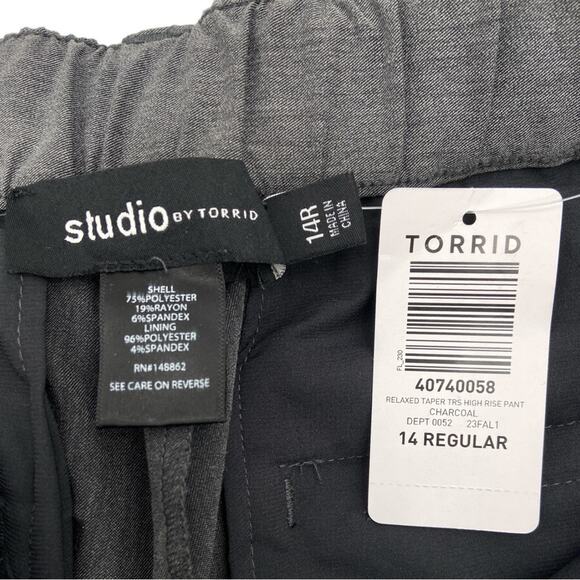 studio BY TORRID
14R
MADE IN
CHINA
SHELL
75%POLYESTER
19%RAYON
6%SPANDEX
LINING
96%POLYESTER
4%SPANDEX
RN#148862
SEE CARE ON REVERSE
TORRID
FL_230
40740058
RELAXED TAPER TRS HIGH RISE PANT
CHARCOAL
DEPT 0052 23FAL1
14 REGULAR